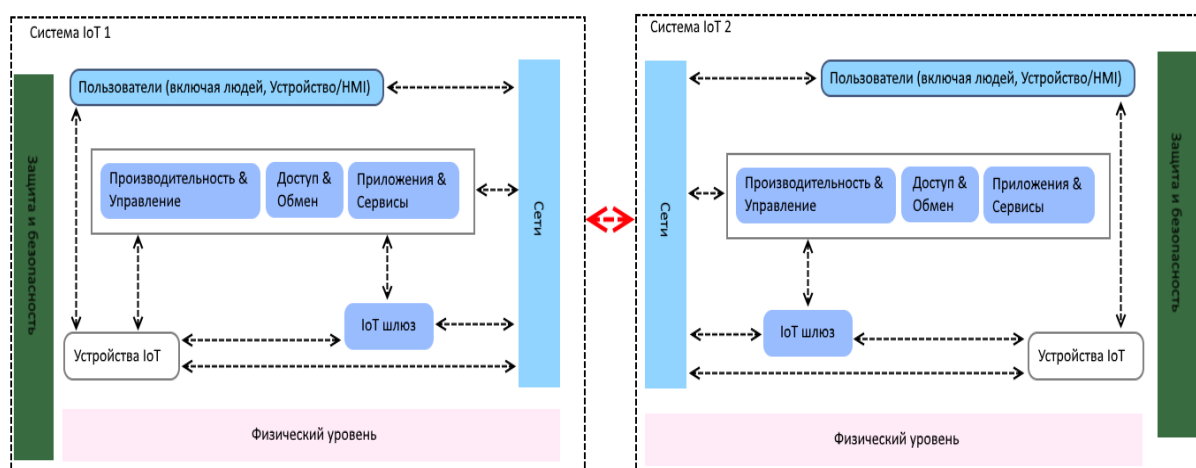 Система IoT 1
Пользователи (включая людей, Устройство/HMI)
Защита и безопасность
Производительность &
Управление
Доступ &
Обмен
Приложения &
Сервисы
Сети
IoT шлюз
Устройства IoT
Физический уровень
Система IoT 2
Пользователи (включая людей, Устройство/HMI)
Сети
Производительность &
Управление
Доступ &
Обмен
Приложения &
Сервисы
Защита и безопасность
IoT шлюз
Устройства IoT
Физический уровень